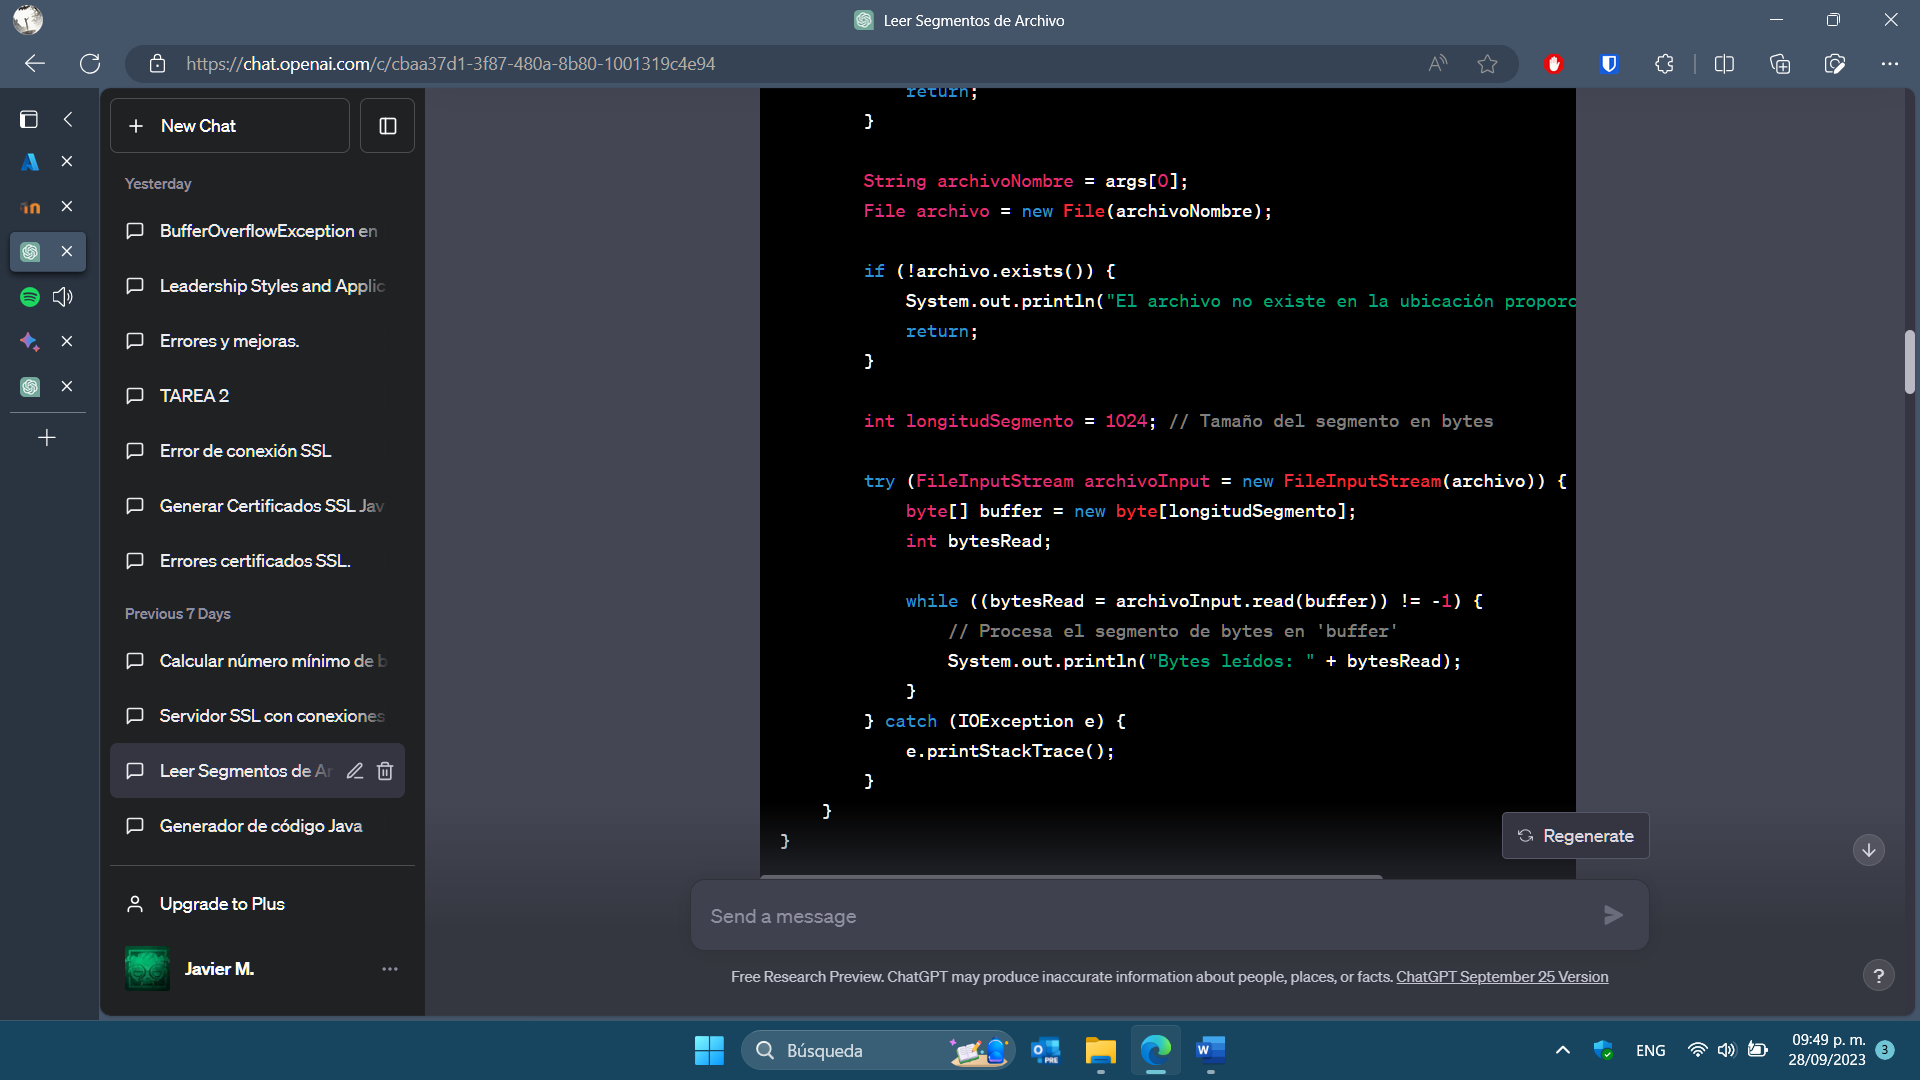 Leer Segmentos de Archivo
https://chat.openai.com/c/cbaa37d1-3f87-480a-8b80-1001319c4e94
New Chat
Yesterday
BufferOverflowException en
Leadership Styles and Applic
Errores y mejoras.
TAREA 2
Error de conexión SSL
Generar Certificados SSL Jav
Errores certificados SSL.
Previous 7 Days
Calcular número mínimo de b
Servidor SSL con conexiones
Leer Segmentos de Ar
Generador de código Java
Upgrade to Plus
Javier M.
return;
}
String archivoNombre = args[0];
File archivo = new File(archivoNombre);
if (!archivo.exists()) {
System.out.println("El archivo no existe en la ubicación proporc
return;
}
int longitudSegmento = 1024; // Tamaño del segmento en bytes
try (FileInputStream archivoInput = new FileInputStream(archivo)) {
byte[] buffer = new byte[longitudSegmento];
int bytesRead;
while ((bytesRead = archivoInput.read(buffer)) != -1) {
// Procesa el segmento de bytes en 'buffer'
System.out.println("Bytes leídos: " + bytesRead);
}
} catch (IOException e) {
e.printStackTrace();
}
}
}
Regenerate
Send a message
Free Research Preview. ChatGPT may produce inaccurate information about people, places, or facts. ChatGPT September 25 Version
?
Búsqueda
ENG
09:49 p. m.
28/09/2023
3